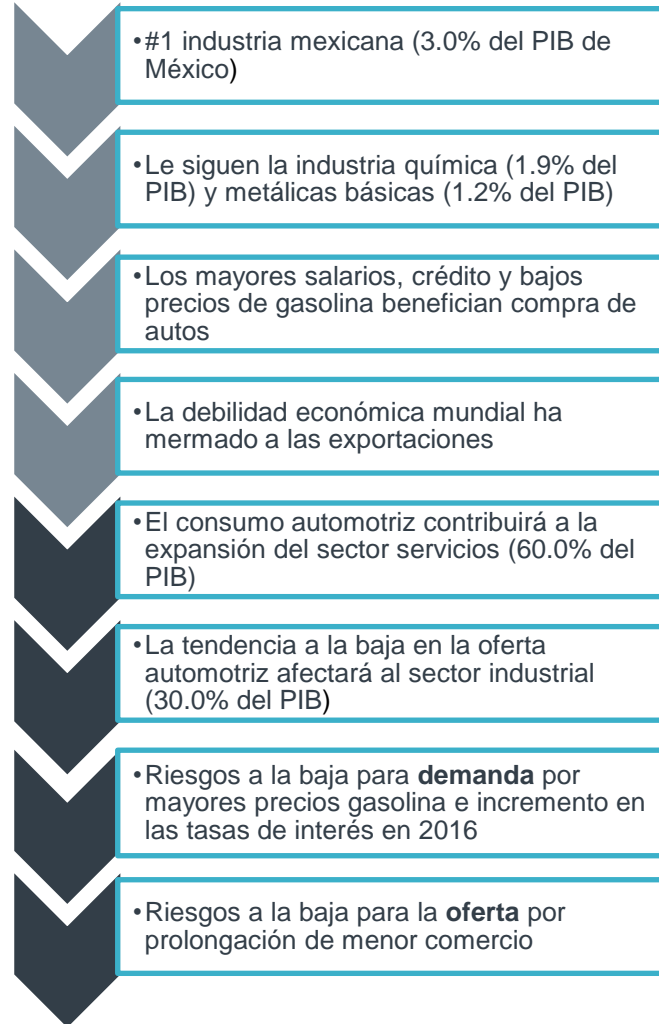 •#1 industria mexicana (3.0% del PIB de
México)
•Le siguen la industria química (1.9% del
PIB) y metálicas básicas (1.2% del PIB)
•Los mayores salarios, crédito y bajos
precios de gasolina benefician compra de
autos
•La debilidad económica mundial ha
mermado a las exportaciones
•El consumo automotriz contribuirá a la
expansión del sector servicios (60.0% del
PIB)
•La tendencia a la baja en la oferta
automotriz afectará al sector industrial
(30.0% del PIB)
•Riesgos a la baja para demanda por
mayores precios gasolina e incremento en
las tasas de interés en 2016
•Riesgos a la baja para la oferta por
prolongación de menor comercio